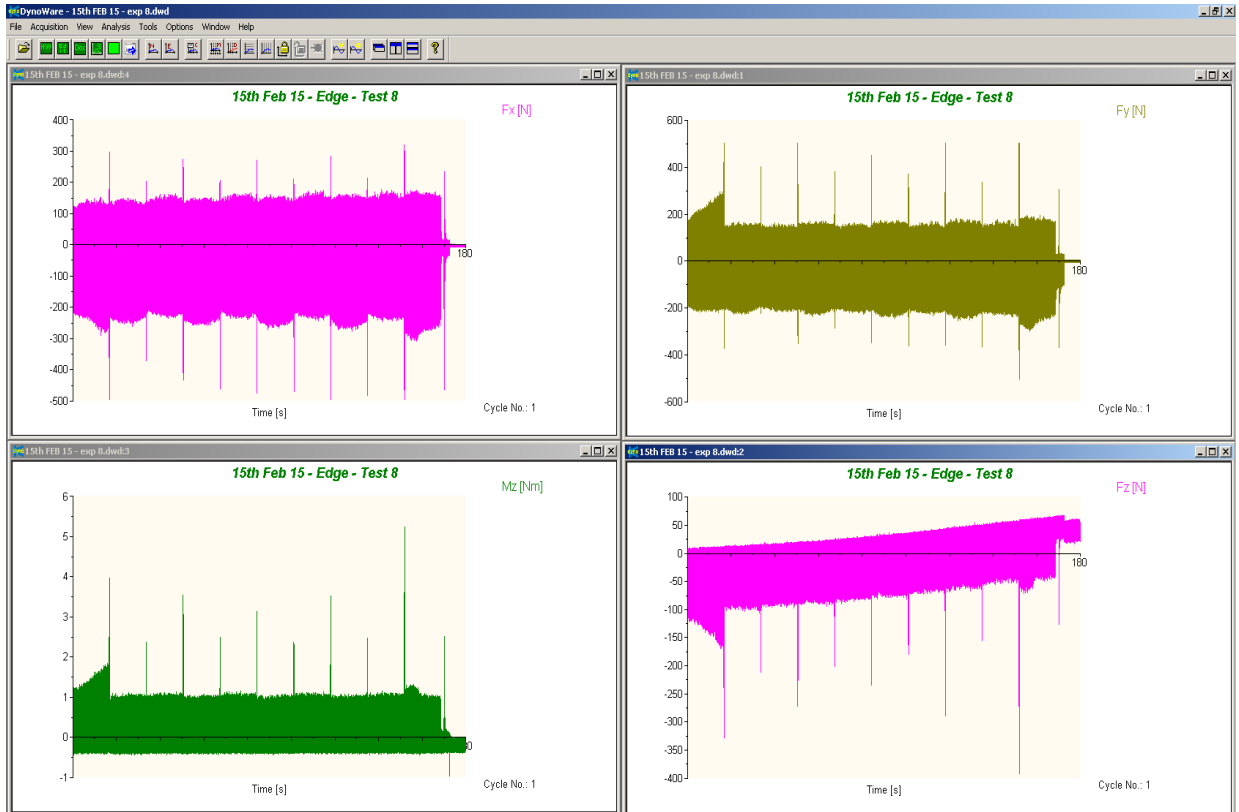 DynoWare - 15th FEB 15 - exp 8.dwd
File Acquisition View Analysis Tools Options Window Help
15th FEB 15 - exp 8.dwd:4
15th Feb 15 - Edge - Test 8
Fx [N]
400
300
200
100
0
-100
-200
-300
-400
-500
180
Time [s]
Cycle No.: 1
15th FEB 15 - exp 8.dwd:1
15th Feb 15 - Edge - Test 8
Fy [N]
600
400
200
0
-200
-400
-600
180
Time [s]
Cycle No.: 1
15th FEB 15 - exp 8.dwd:3
15th Feb 15 - Edge - Test 8
Mz [Nm]
6
5
4
3
2
1
0
-1
Time [s]
Cycle No.: 1
15th FEB 15 - exp 8.dwd:2
15th Feb 15 - Edge - Test 8
Fz [N]
100
50
0
-50
-100
-150
-200
-250
-300
-350
-400
180
Time [s]
Cycle No.: 1